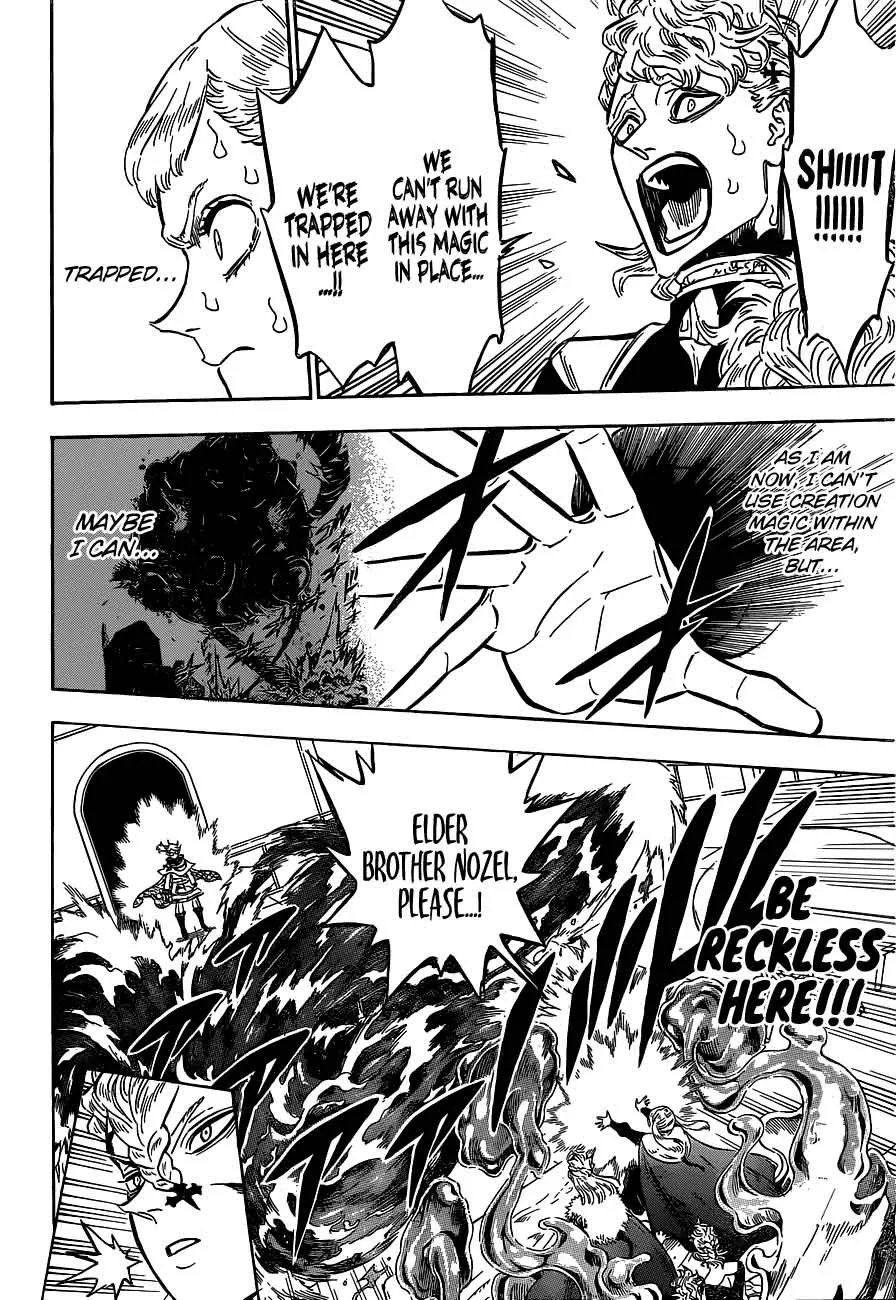 SHIIIIT
IIIIII!!!
WE
CAN'T RUN
AWAY WITH
THIS MAGIC
IN PLACE...
WE'RE
TRAPPED
IN HERE
...!!
TRAPPED...
AS I AM
NOW, I CAN'T
USE CREATION
MAGIC WITHIN
THE AREA,
BUT...
MAYBE
I CAN...
BE
RECKLESS
HERE!!!
ELDER
BROTHER NOZEL,
PLEASE...!